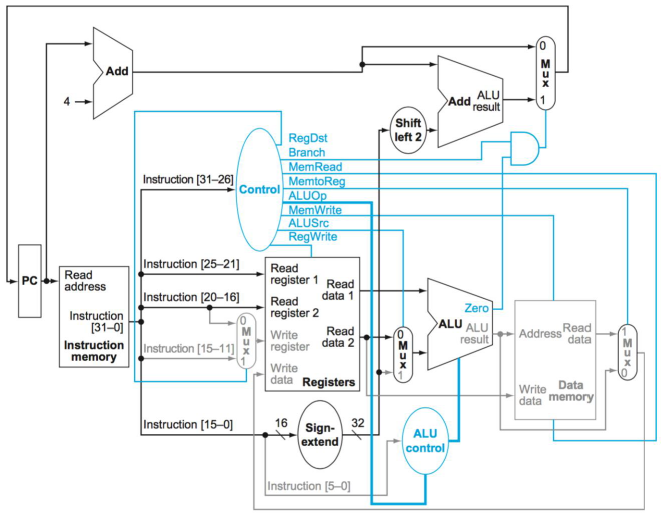 Add
4
0
Mux
1
Add
ALU
result
Shift
left 2
RegDst
Branch
MemRead
MemtoReg
ALUOp
MemWrite
ALUSrc
RegWrite
Control
Instruction [31–26]
Instruction [25–21]
Instruction [20–16]
Instruction [15–11]
Instruction [15–0]
Instruction [5–0]
PC
Read
address
Instruction
[31–0]
Instruction
memory
0
Mux
1
Read
register 1
Read
register 2
Write
register
Write
data
Read
data 1
Read
data 2
Registers
0
Mux
1
Zero
ALU
ALU
result
Address
Read
data
Write
data
Data
memory
1
Mux
0
16
Sign-
extend
32
ALU
control